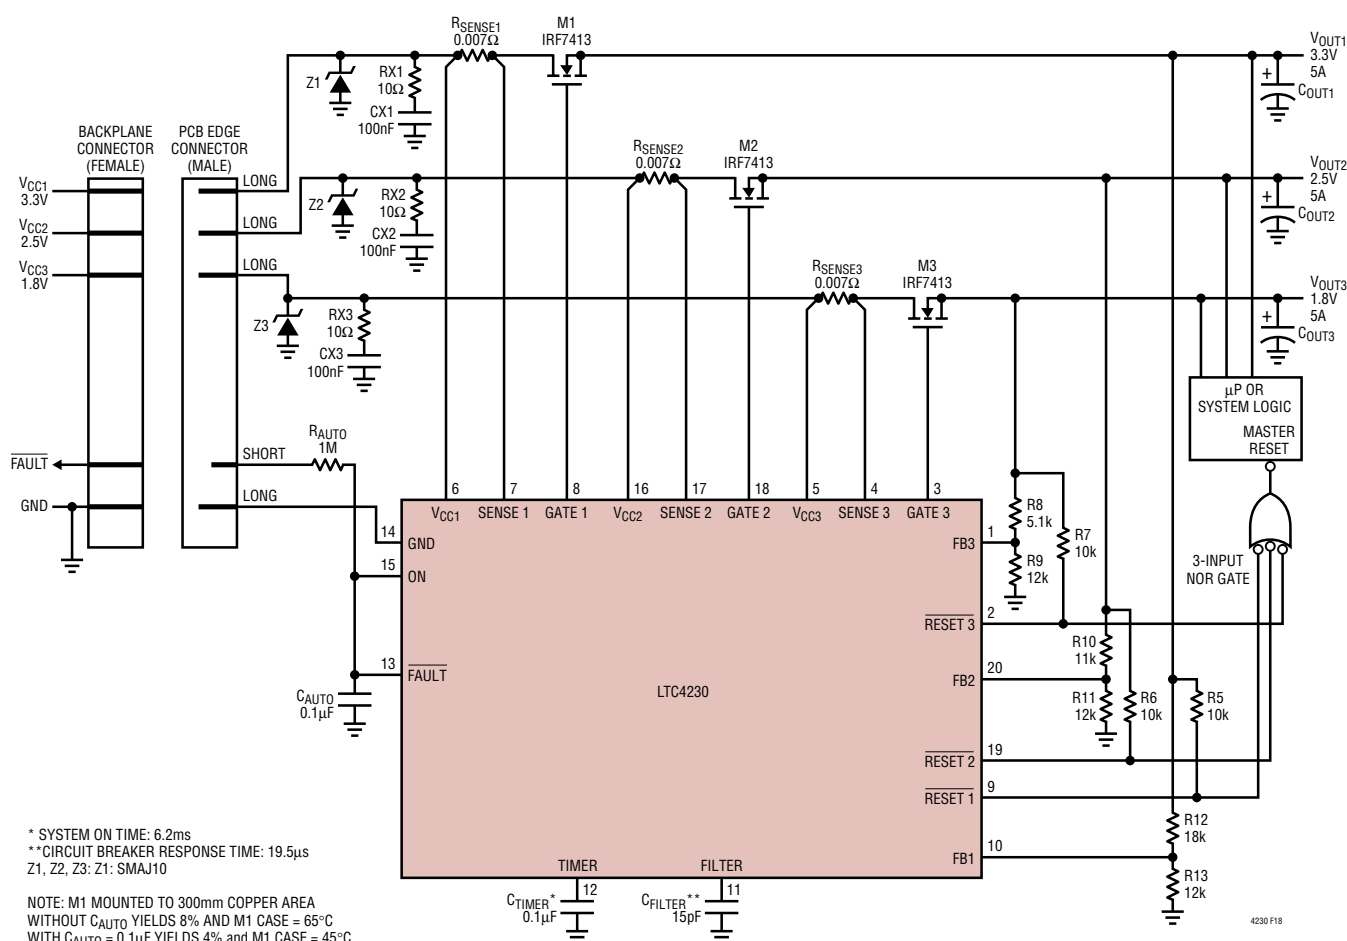 RSENSE1
0.007Ω
M1
IRF7413
VOUT1
3.3V
5A
+
COUT1
Z1
RX1
10Ω
CX1
100nF
BACKPLANE
CONNECTOR
(FEMALE)
PCB EDGE
CONNECTOR
(MALE)
RSENSE2
0.007Ω
M2
IRF7413
VOUT2
2.5V
5A
+
COUT2
VCC1
3.3V
LONG
Z2
RX2
10Ω
CX2
100nF
VCC2
2.5V
LONG
VCC3
1.8V
LONG
RSENSE3
0.007Ω
M3
IRF7413
VOUT3
1.8V
5A
+
COUT3
Z3
RX3
10Ω
CX3
100nF
μP OR
SYSTEM LOGIC
MASTER
RESET
RAUTO
1M
FAULT
SHORT
GND
LONG
6
7
8
16
17
18
5
4
3
VCC1
SENSE 1
GATE 1
VCC2
SENSE 2
GATE 2
VCC3
SENSE 3
GATE 3
14
GND
15
ON
13
FAULT
CAUTO
0.1μF
LTC4230
1
FB3
R8
5.1k
R7
10k
R9
12k
3-INPUT
NOR GATE
2
RESET 3
R10
11k
20
FB2
R11
12k
R6
10k
R5
10k
19
RESET 2
9
RESET 1
R12
18k
10
FB1
R13
12k
TIMER
FILTER
12
11
CTIMER*
0.1μF
CFILTER**
15pF
* SYSTEM ON TIME: 6.2ms
**CIRCUIT BREAKER RESPONSE TIME: 19.5μs
Z1, Z2, Z3: Z1: SMAJ10
NOTE: M1 MOUNTED TO 300mm COPPER AREA
WITHOUT CAUTO YIELDS 8% AND M1 CASE = 65°C
WITH CAUTO = 0.1μF YIELDS 4% and M1 CASE = 45°C
4230 F18